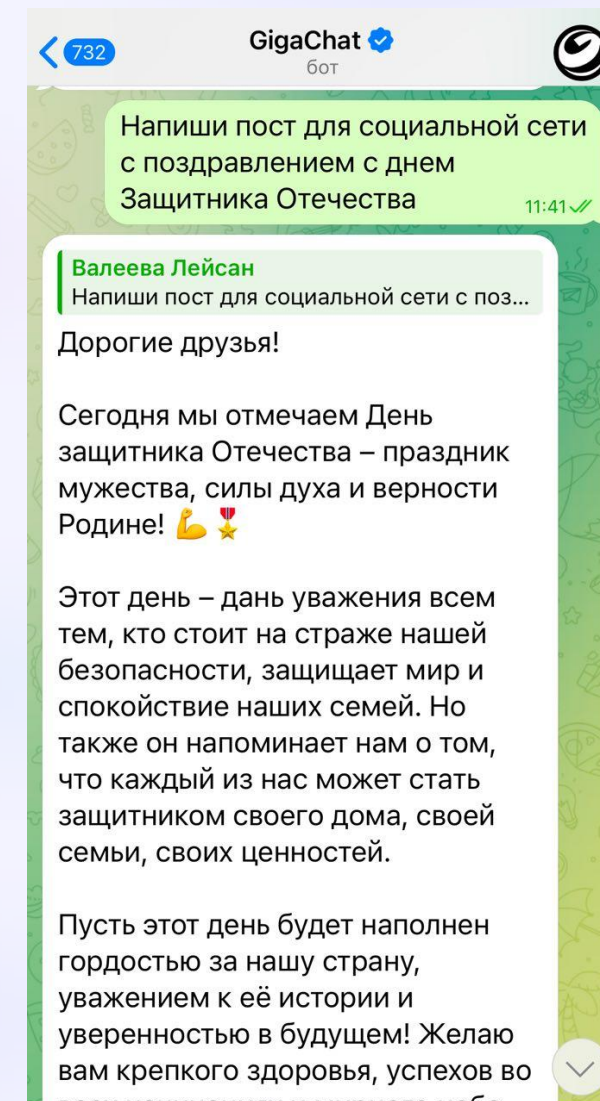 732
GigaChat
бот
Напиши пост для социальной сети
с поздравлением с днем
Защитника Отечества
11:41
Валеева Лейсан
Напиши пост для социальной сети с поз...
Дорогие друзья!
Сегодня мы отмечаем День
защитника Отечества – праздник
мужества, силы духа и верности
Родине! 💪🎖️
Этот день – дань уважения всем
тем, кто стоит на страже нашей
безопасности, защищает мир и
спокойствие наших семей. Но
также он напоминает нам о том,
что каждый из нас может стать
защитником своего дома, своей
семьи, своих ценностей.
Пусть этот день будет наполнен
гордостью за нашу страну,
уважением к её истории и
уверенностью в будущем! Желаю
вам крепкого здоровья, успехов во